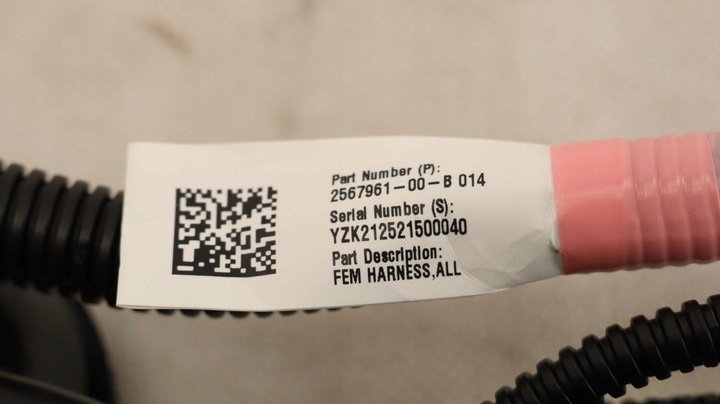 Part Number (P):
2567961-00-B 014
Serial Number (S):
YZK212521500040
Part Description:
FEM HARNESS,ALL